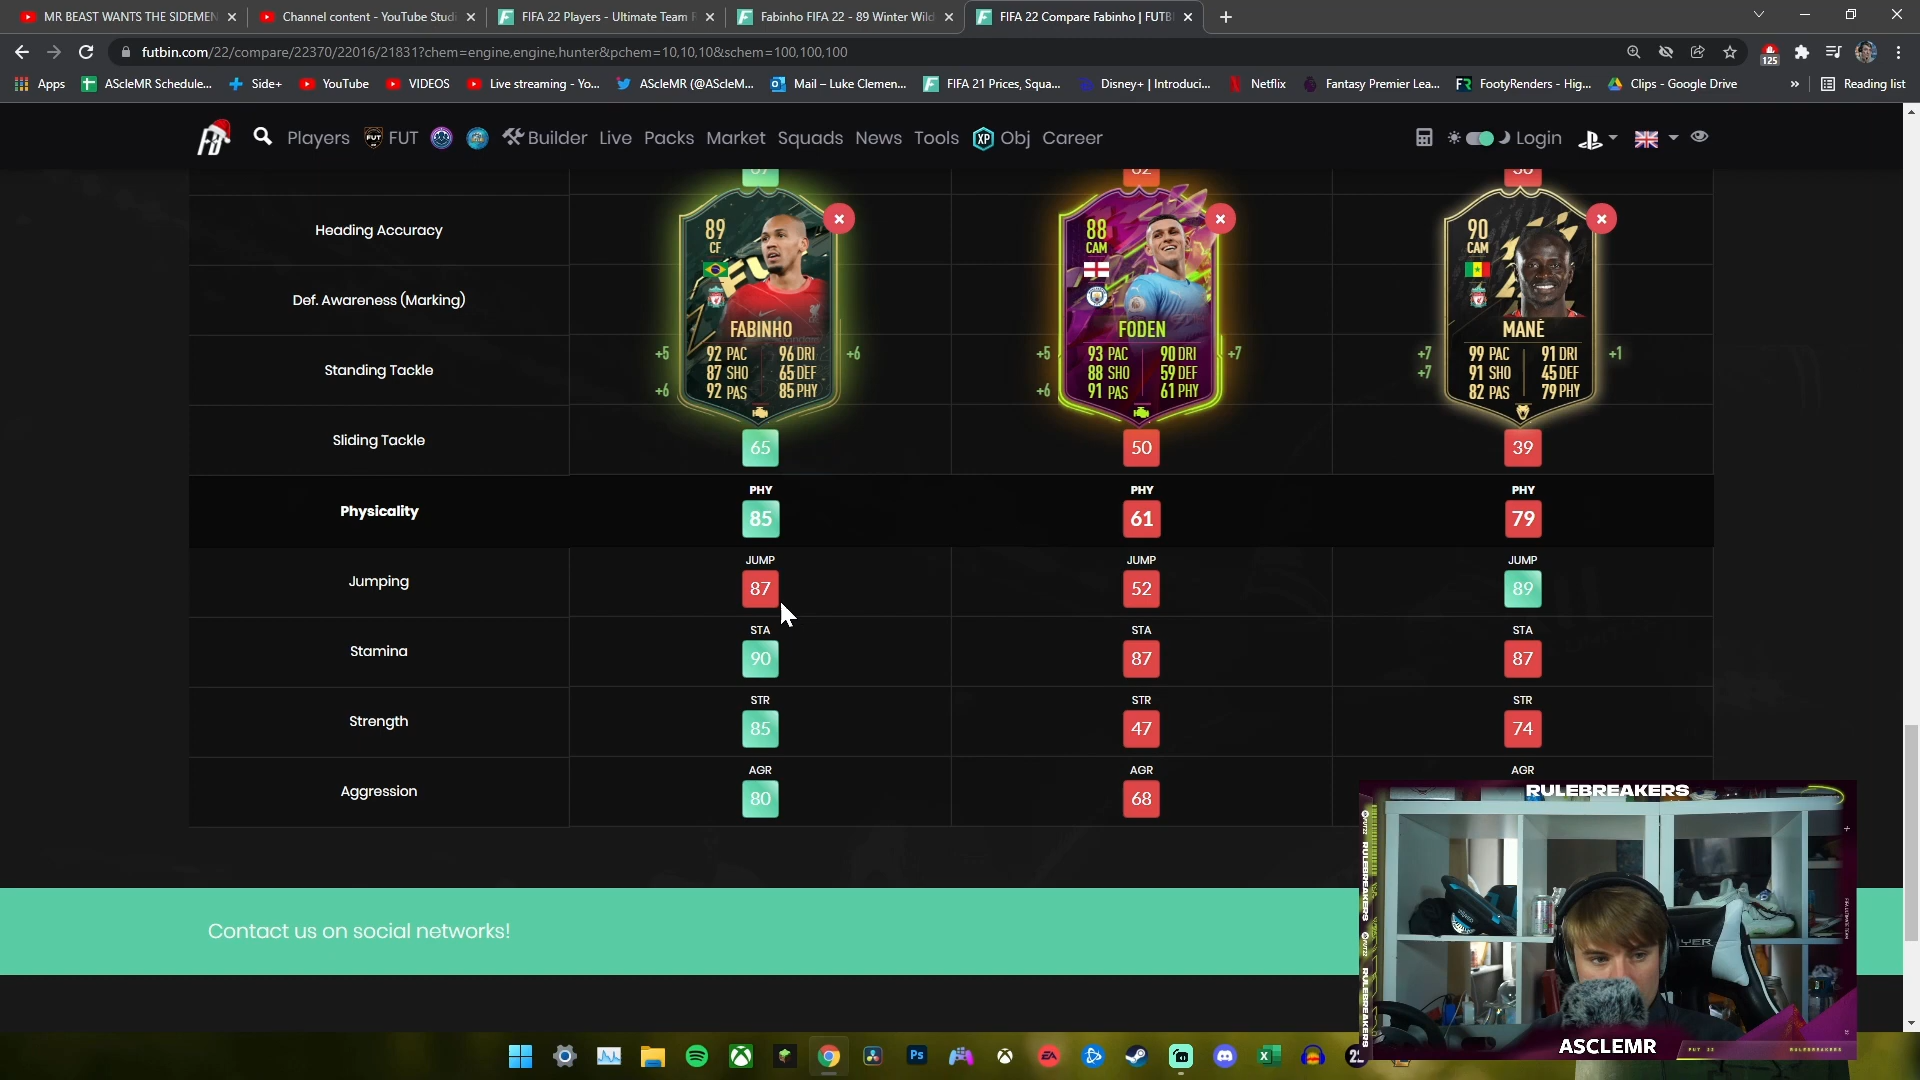 MR BEAST WANTS THE SIDEMEN
Channel content - YouTube Studi
FIFA 22 Players - Ultimate Team F
Fabinho FIFA 22 - 89 Winter Wild
FIFA 22 Compare Fabinho | FUTB
futbin.com/22/compare/22370/22016/21831?chem=engine,engine,hunter&pchem=10,10,10&schem=100,100,100
125
Apps
AScleMR Schedule...
Side+
YouTube
VIDEOS
Live streaming - Yo...
AScleMR (@AScleM...
Mail – Luke Clemen...
FIFA 21 Prices, Squa...
Disney+ | Introduci...
Netflix
Fantasy Premier Lea...
FootyRenders - Hig...
Clips - Google Drive
»
Reading list
Players
FUT
Builder
Live
Packs
Market
Squads
News
Tools
XP
Obj
Career
Login
Heading Accuracy
Def. Awareness (Marking)
Standing Tackle
Sliding Tackle
89
CF
FABINHO
92 PAC 96 DRI
87 SHO 65 DEF
92 PAS 85 PHY
+5
+6
+6
88
CAM
FODEN
93 PAC 90 DRI
88 SHO 59 DEF
91 PAS 61 PHY
+5
+7
+6
90
CAM
MANÉ
99 PAC 91 DRI
91 SHO 45 DEF
82 PAS 79 PHY
+7
+1
+7
65
50
39
Physicality
PHY
85
PHY
61
PHY
79
Jumping
JUMP
87
JUMP
52
JUMP
89
Stamina
STA
90
STA
87
STA
87
Strength
STR
85
STR
47
STR
74
Aggression
AGR
80
AGR
68
AGR
Contact us on social networks!
RULEBREAKERS
RULEBREAKERS
RULEBREAKERS
ASCLEMR
Ps
EA